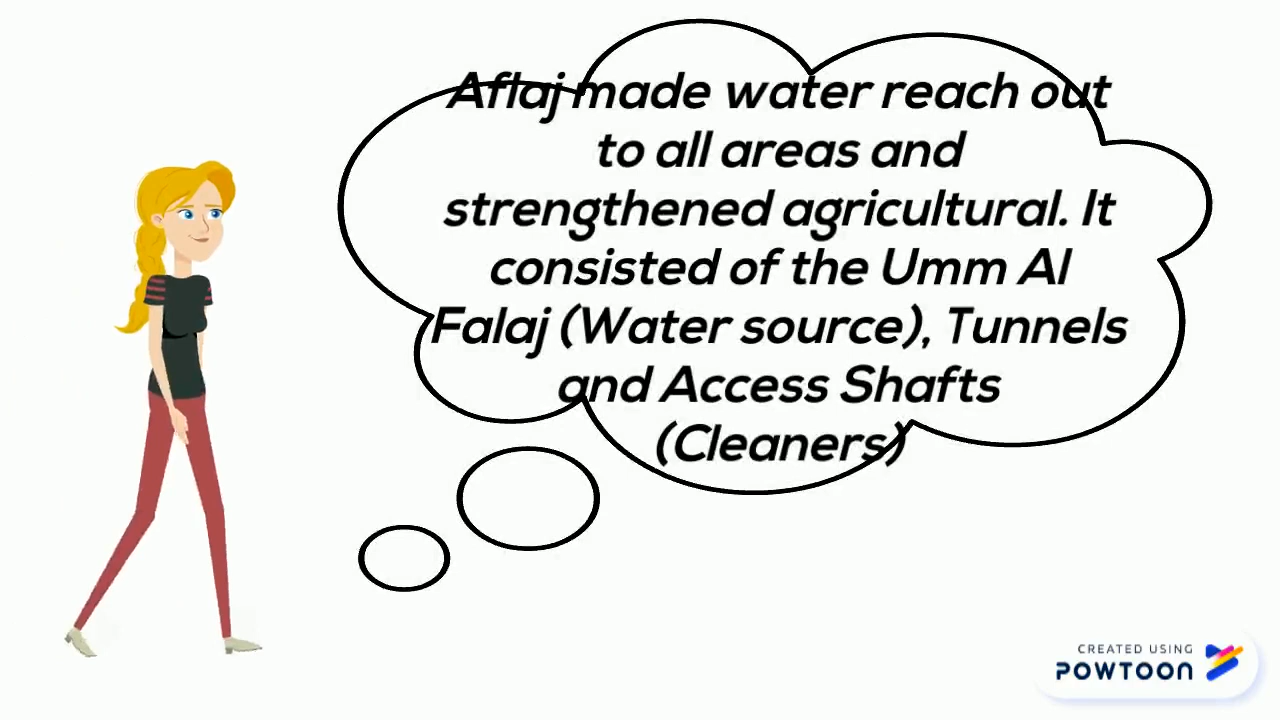 Aflaj made water reach out
to all areas and
strengthened agricultural. It
consisted of the Umm Al
Falaj (Water source), Tunnels
and Access Shafts
(Cleaners)
CREATED USING
POWTOON